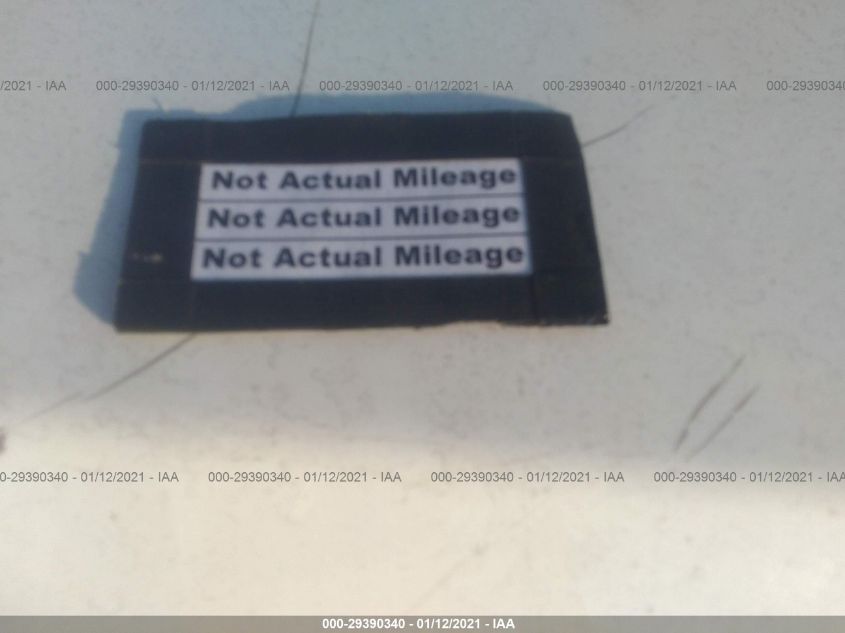 /2021 - IAA 000-29390340 - 01/12/2021 - IAA 000-29390340 - 01/12/2021 - IAA 000-29390340 - 01/12/2021 - IAA 000-29390340
Not Actual Mileage
Not Actual Mileage
Not Actual Mileage
0-29390340 - 01/12/2021 - IAA 000-29390340 - 01/12/2021 - IAA 000-29390340 - 01/12/2021 - IAA 000-29390340 - 01/12/2021 - IAA
000-29390340 - 01/12/2021 - IAA